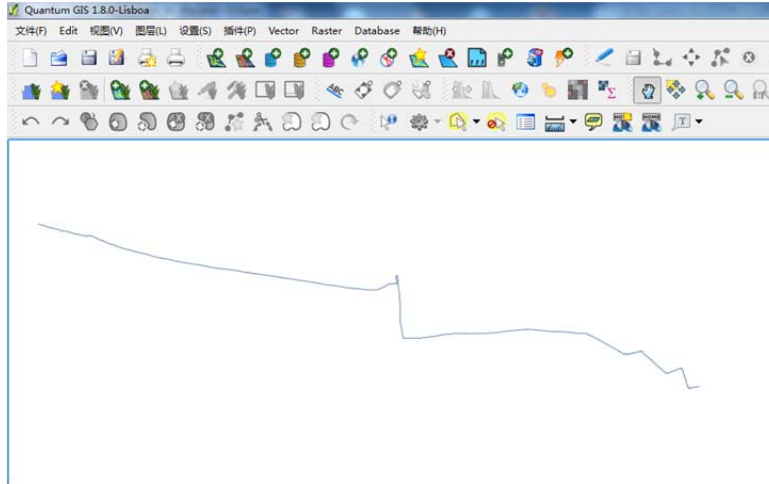 Quantum GIS 1.8.0-Lisboa
文件(F) Edit 视图(V) 图层(L) 设置(S) 插件(P) Vector Raster Database 帮助(H)
ABC
T